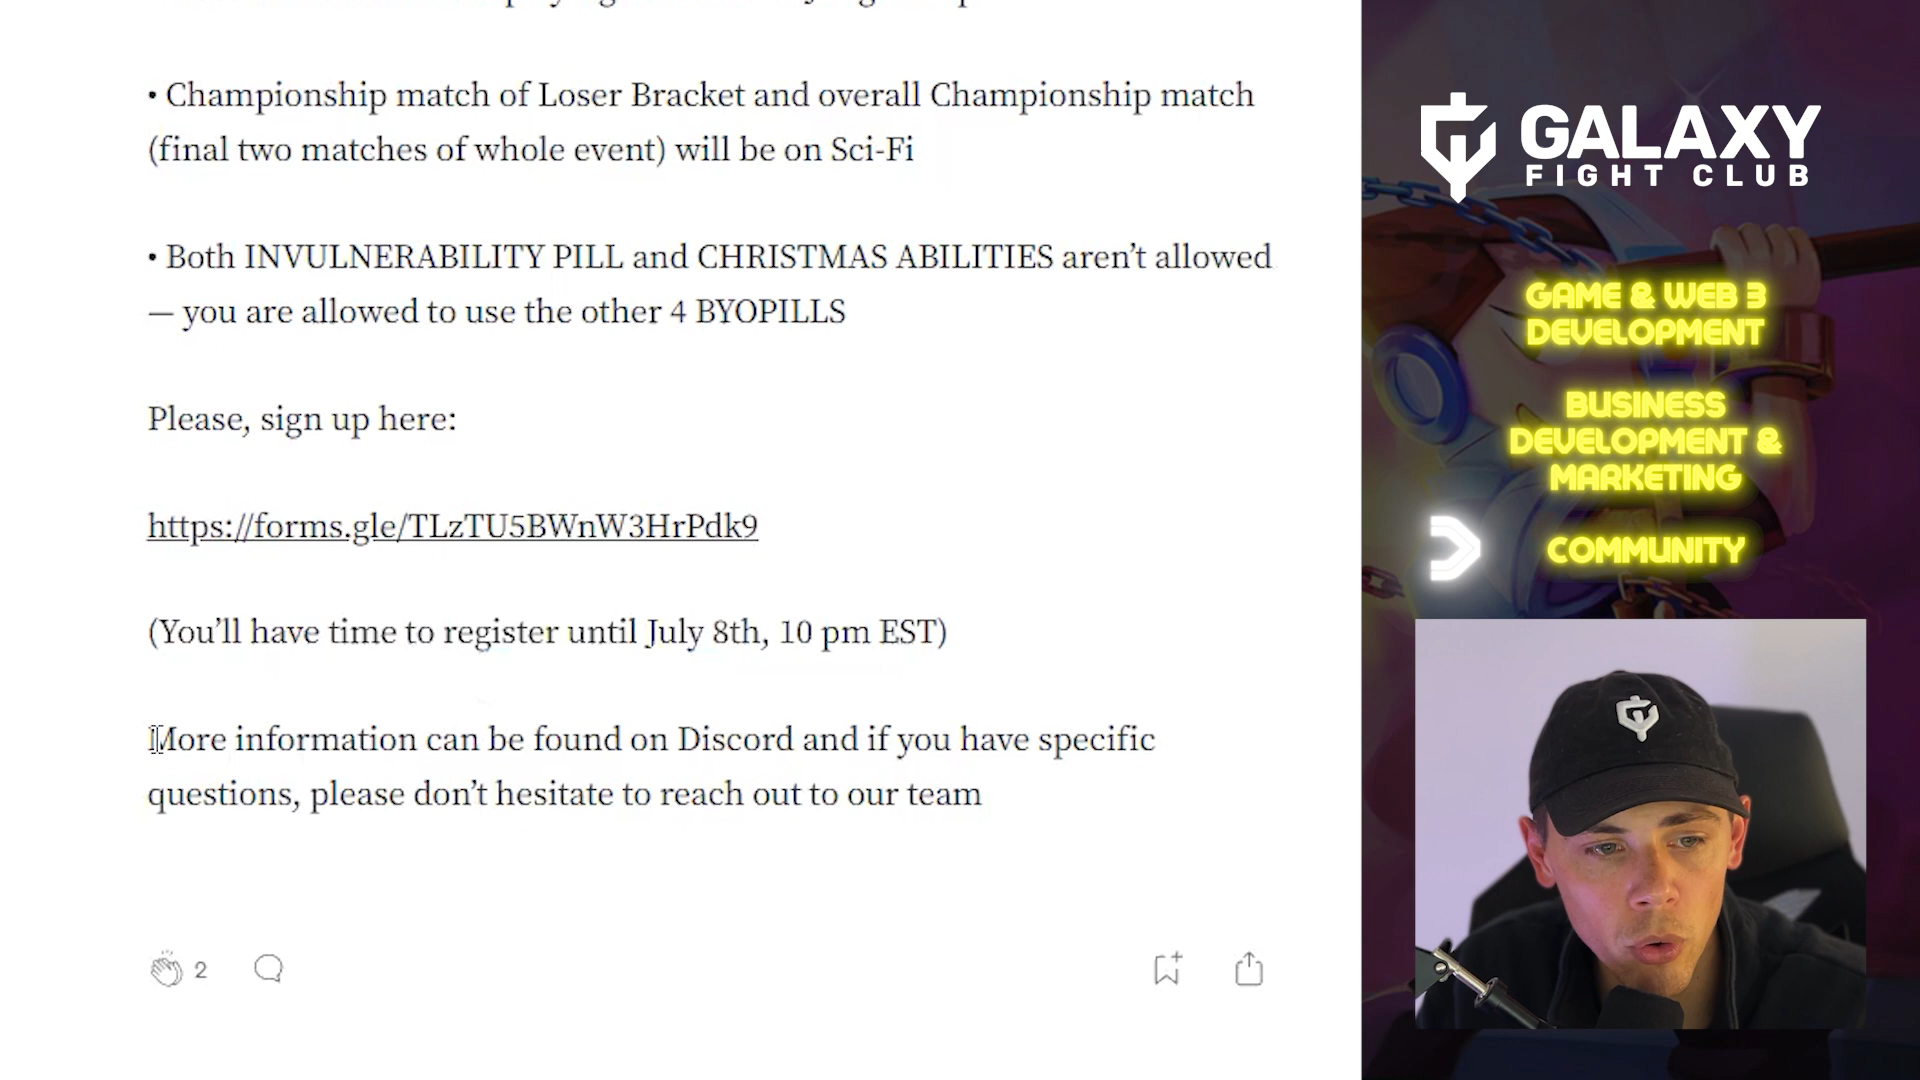 • Championship match of Loser Bracket and overall Championship match
(final two matches of whole event) will be on Sci-Fi
• Both INVULNERABILITY PILL and CHRISTMAS ABILITIES aren’t allowed
— you are allowed to use the other 4 BYOPILLS
Please, sign up here:
https://forms.gle/TLzTU5BWnW3HrPdk9
(You’ll have time to register until July 8th, 10 pm EST)
More information can be found on Discord and if you have specific
questions, please don’t hesitate to reach out to our team
2
GALAXY
FIGHT CLUB
GAME & WEB 3
DEVELOPMENT
BUSINESS
DEVELOPMENT &
MARKETING
COMMUNITY